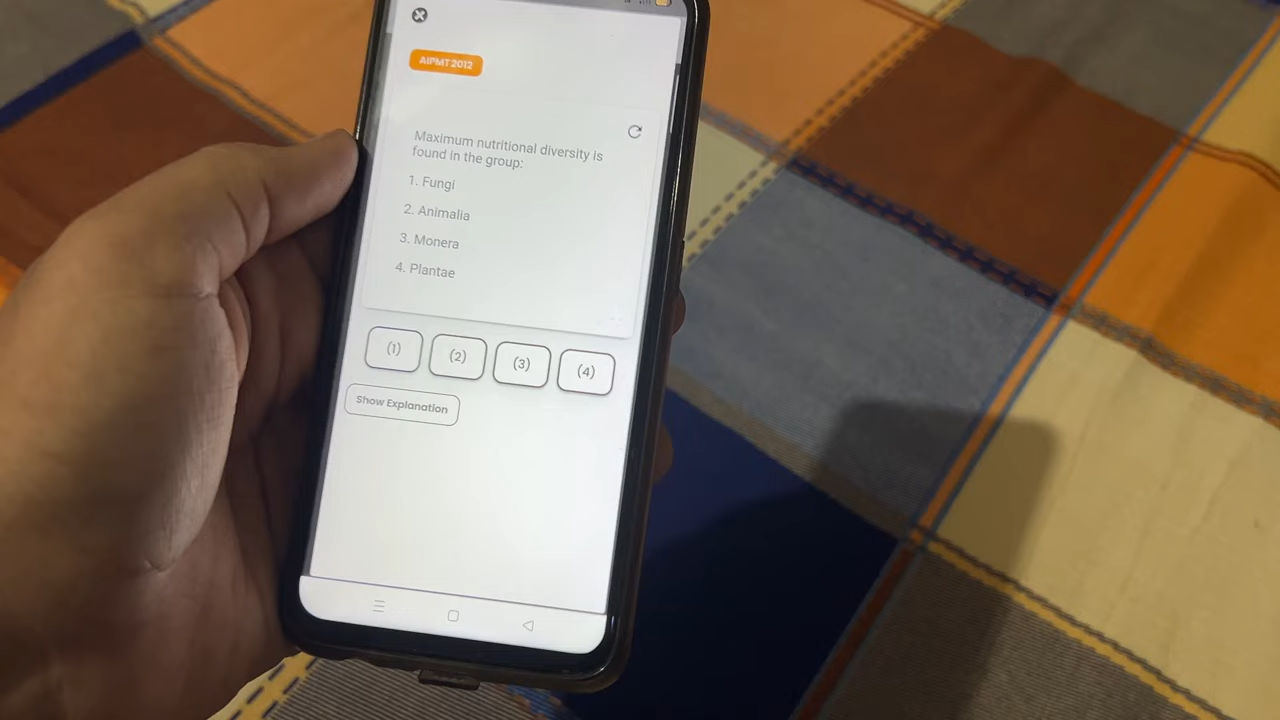 AIPMT 2012
Maximum nutritional diversity is
found in the group:
1. Fungi
2. Animalia
3. Monera
4. Plantae
(1) (2) (3) (4)
Show Explanation